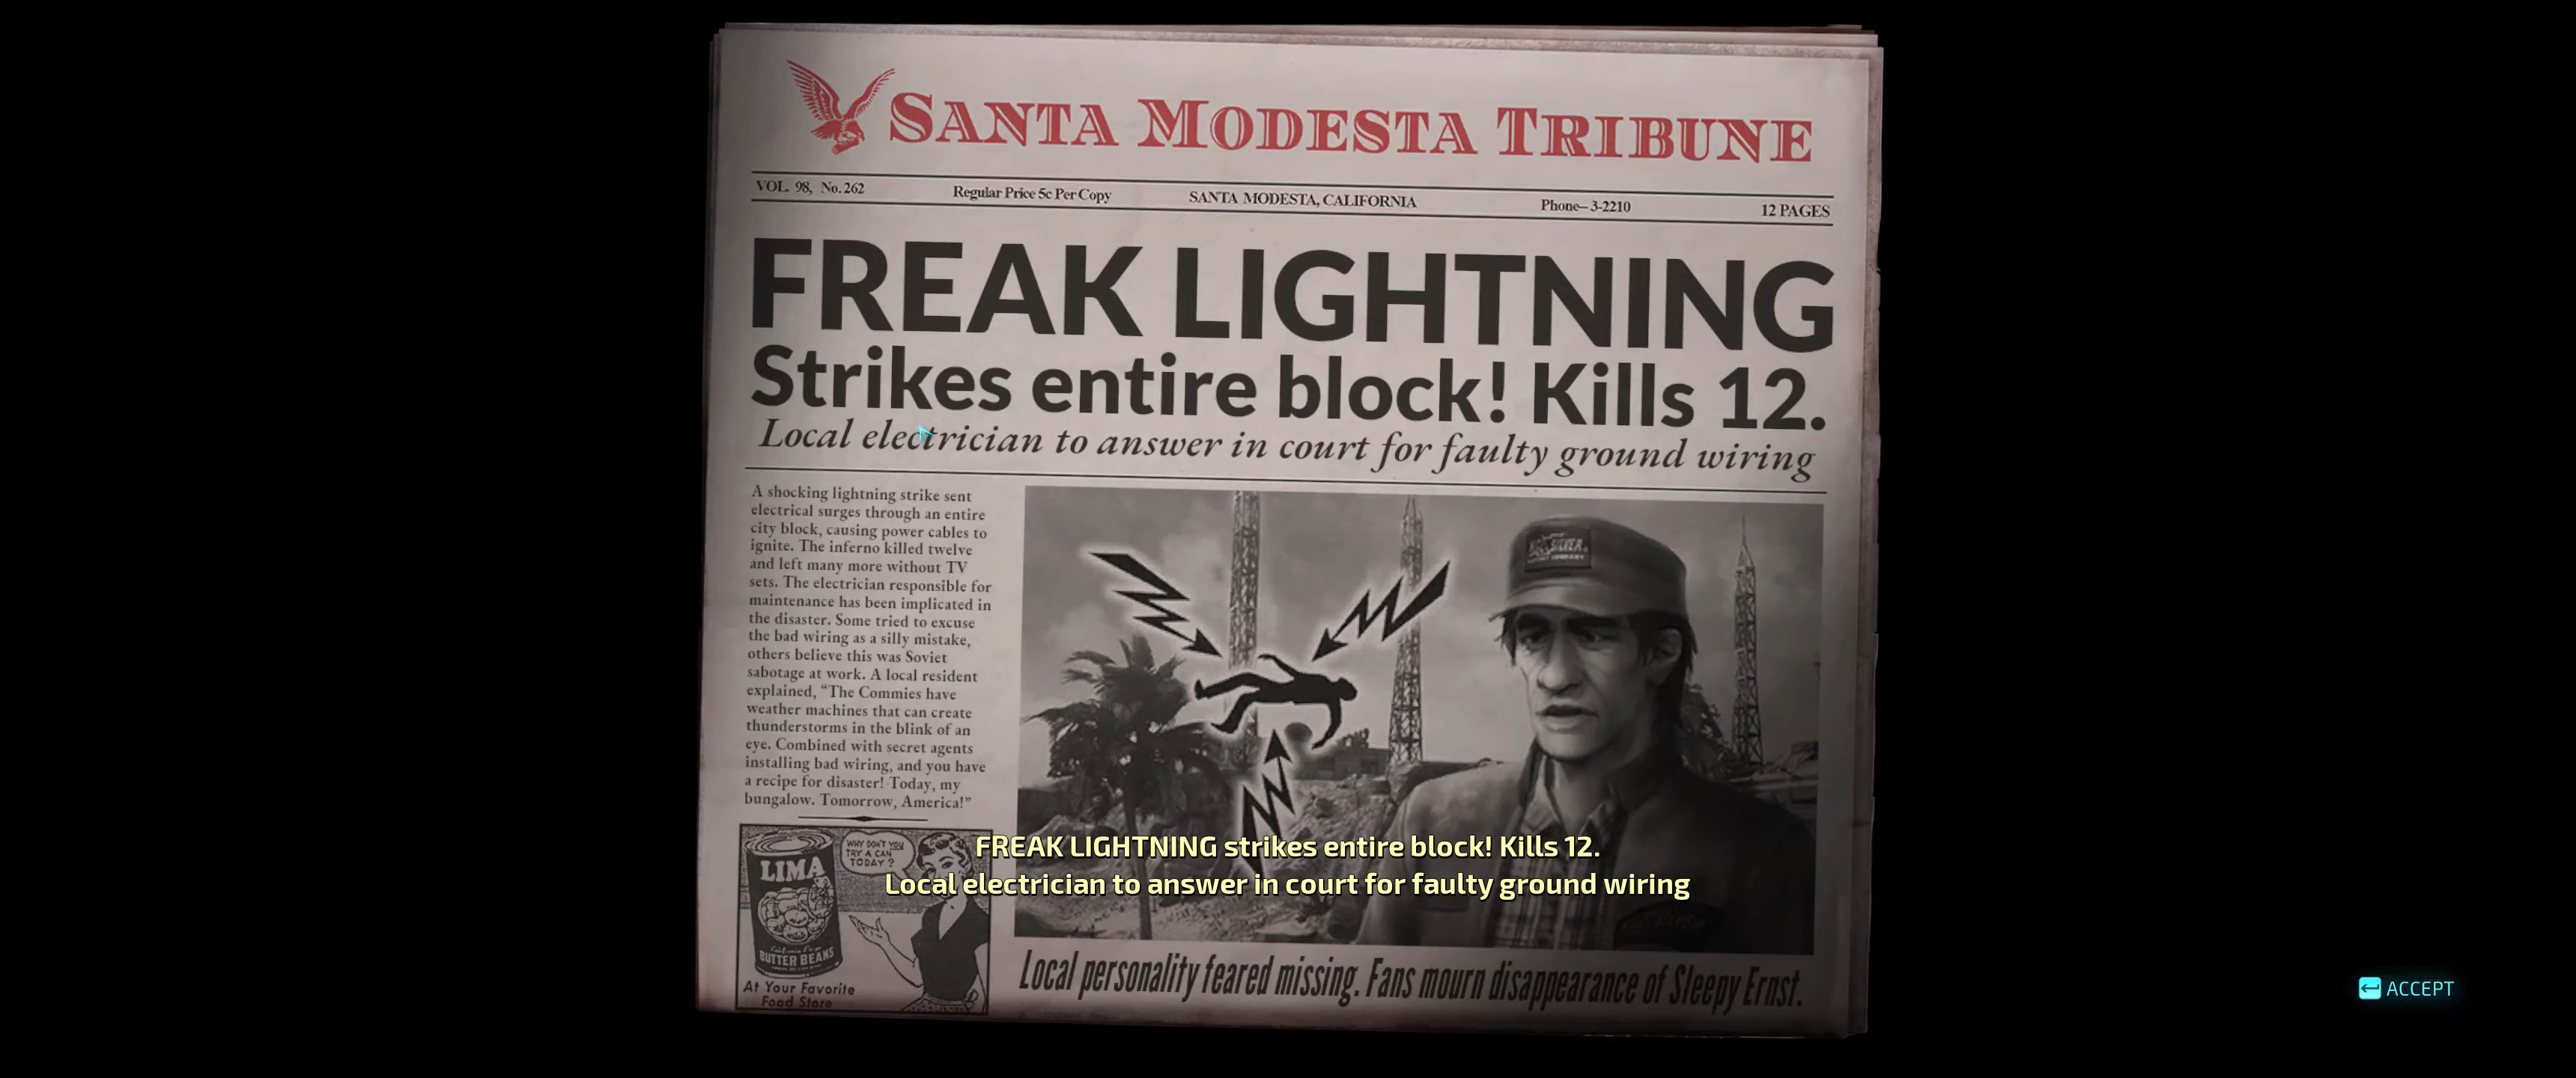 SANTA MODESTA TRIBUNE
VOL. 98, No. 262 Regular Price 5c Per Copy SANTA MODESTA, CALIFORNIA Phone– 3-2210 12 PAGES
FREAK LIGHTNING
Strikes entire block! Kills 12.
Local electrician to answer in court for faulty ground wiring
A shocking lightning strike sent
electrical surges through an entire
city block, causing power cables to
ignite. The inferno killed twelve
and left many more without TV
sets. The electrician responsible for
maintenance has been implicated in
the disaster. Some tried to excuse
the bad wiring as a silly mistake,
others believe this was Soviet
sabotage at work. A local resident
explained, “The Commies have
weather machines that can create
thunderstorms in the blink of an
eye. Combined with secret agents
installing bad wiring, and you have
a recipe for disaster! Today, my
bungalow. Tomorrow, America!”
LIMA
BUTTER BEANS
WHY DON'T YOU
TRY A CAN
TODAY?
At Your Favorite
Food Store
SILVER
FREAK LIGHTNING strikes entire block! Kills 12.
Local electrician to answer in court for faulty ground wiring
Local personality feared missing. Fans mourn disappearance of Sleepy Ernst.
ACCEPT